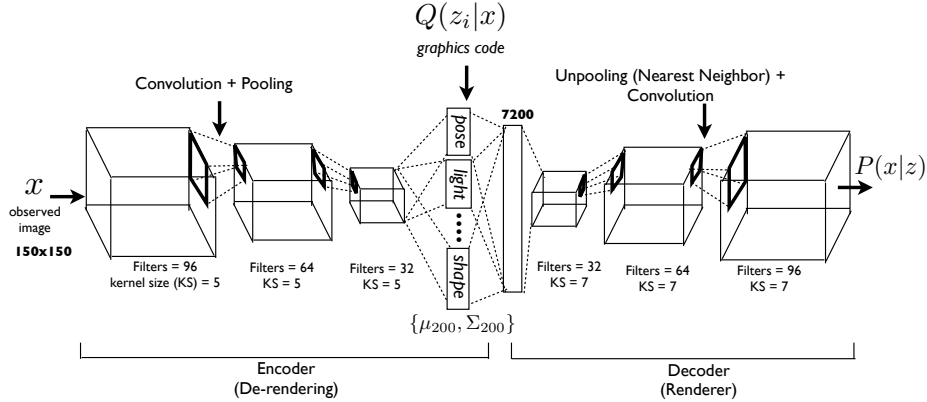 Q(z_i|x)
graphics code
Convolution + Pooling
Unpooling (Nearest Neighbor) +
Convolution
7200
pose
light
shape
x
observed
image
150x150
P(x|z)
Filters = 96
kernel size (KS) = 5
Filters = 64
KS = 5
Filters = 32
KS = 5
{μ₂₀₀, Σ₂₀₀}
Filters = 32
KS = 7
Filters = 64
KS = 7
Filters = 96
KS = 7
Encoder
(De-rendering)
Decoder
(Renderer)